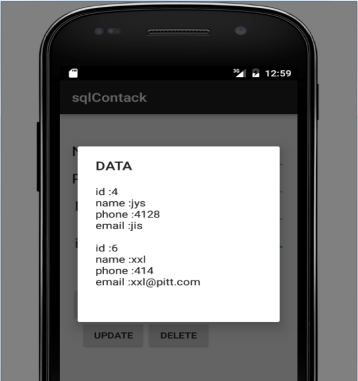 3G 12:59
sqlContack
N
P
DATA
id :4
name :jys
phone :4128
email :jis
id :6
name :xxl
phone :414
email :xxl@pitt.com
UPDATE DELETE